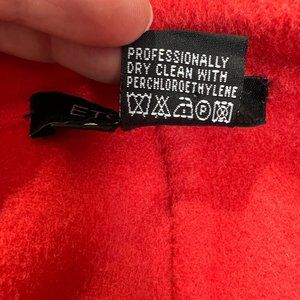 PROFESSIONALLY
DRY CLEAN WITH
PERCHLOROETHYLENE